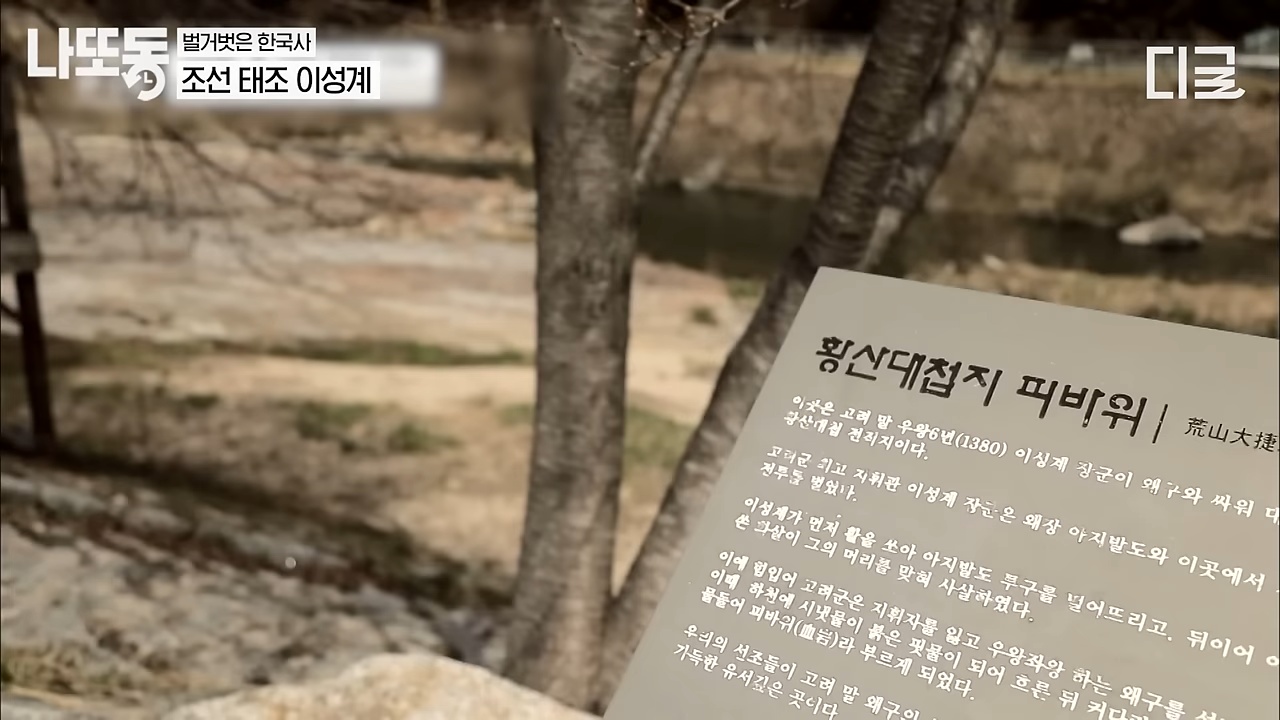 나또동
벌거벗은 한국사
조선 태조 이성계
디글
황산대첩지 피바위 | 荒山大捷
이곳은 고려 말 우왕6년(1380) 이성계 장군이 왜구와 싸워
황산대첩 전적지이다.
고려군 최고 지휘관 이성계 장군은 왜장 아지발도와 이곳에서
전투를 벌였다.
이성계가 먼저 활을 쏘아 아지발도 투구를 떨어뜨리고, 뒤이어
쏜 화살이 그의 머리를 맞혀 사살하였다.
이에 힘입어 고려군은 지휘자를 잃고 우왕좌왕 하는 왜구를
이때 하천에 시냇물이 붉은 핏물이 되어 흐른 뒤
물들어 피바위(血岩)라 부르게 되었다.
우리의 선조들이 고려 말 왜구의
가득한 유서깊은 곳이다